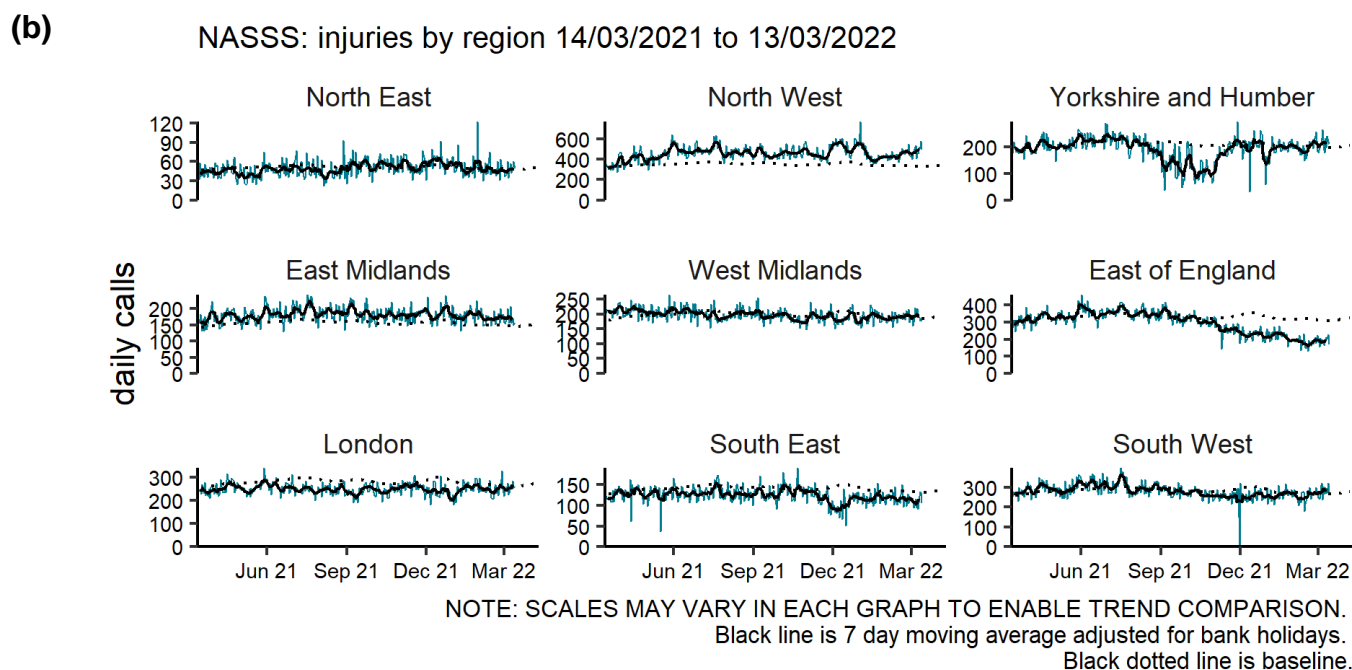 (b)
NASSS: injuries by region 14/03/2021 to 13/03/2022
North East
North West
Yorkshire and Humber
120
90
60
30
0
600
400
200
0
200
100
0
East Midlands
West Midlands
East of England
200
150
100
50
0
250
200
150
100
50
0
400
300
200
100
0
daily calls
London
South East
South West
300
200
100
0
150
100
50
0
300
200
100
0
Jun 21 Sep 21 Dec 21 Mar 22
Jun 21 Sep 21 Dec 21 Mar 22
Jun 21 Sep 21 Dec 21 Mar 22
NOTE: SCALES MAY VARY IN EACH GRAPH TO ENABLE TREND COMPARISON.
Black line is 7 day moving average adjusted for bank holidays.
Black dotted line is baseline.